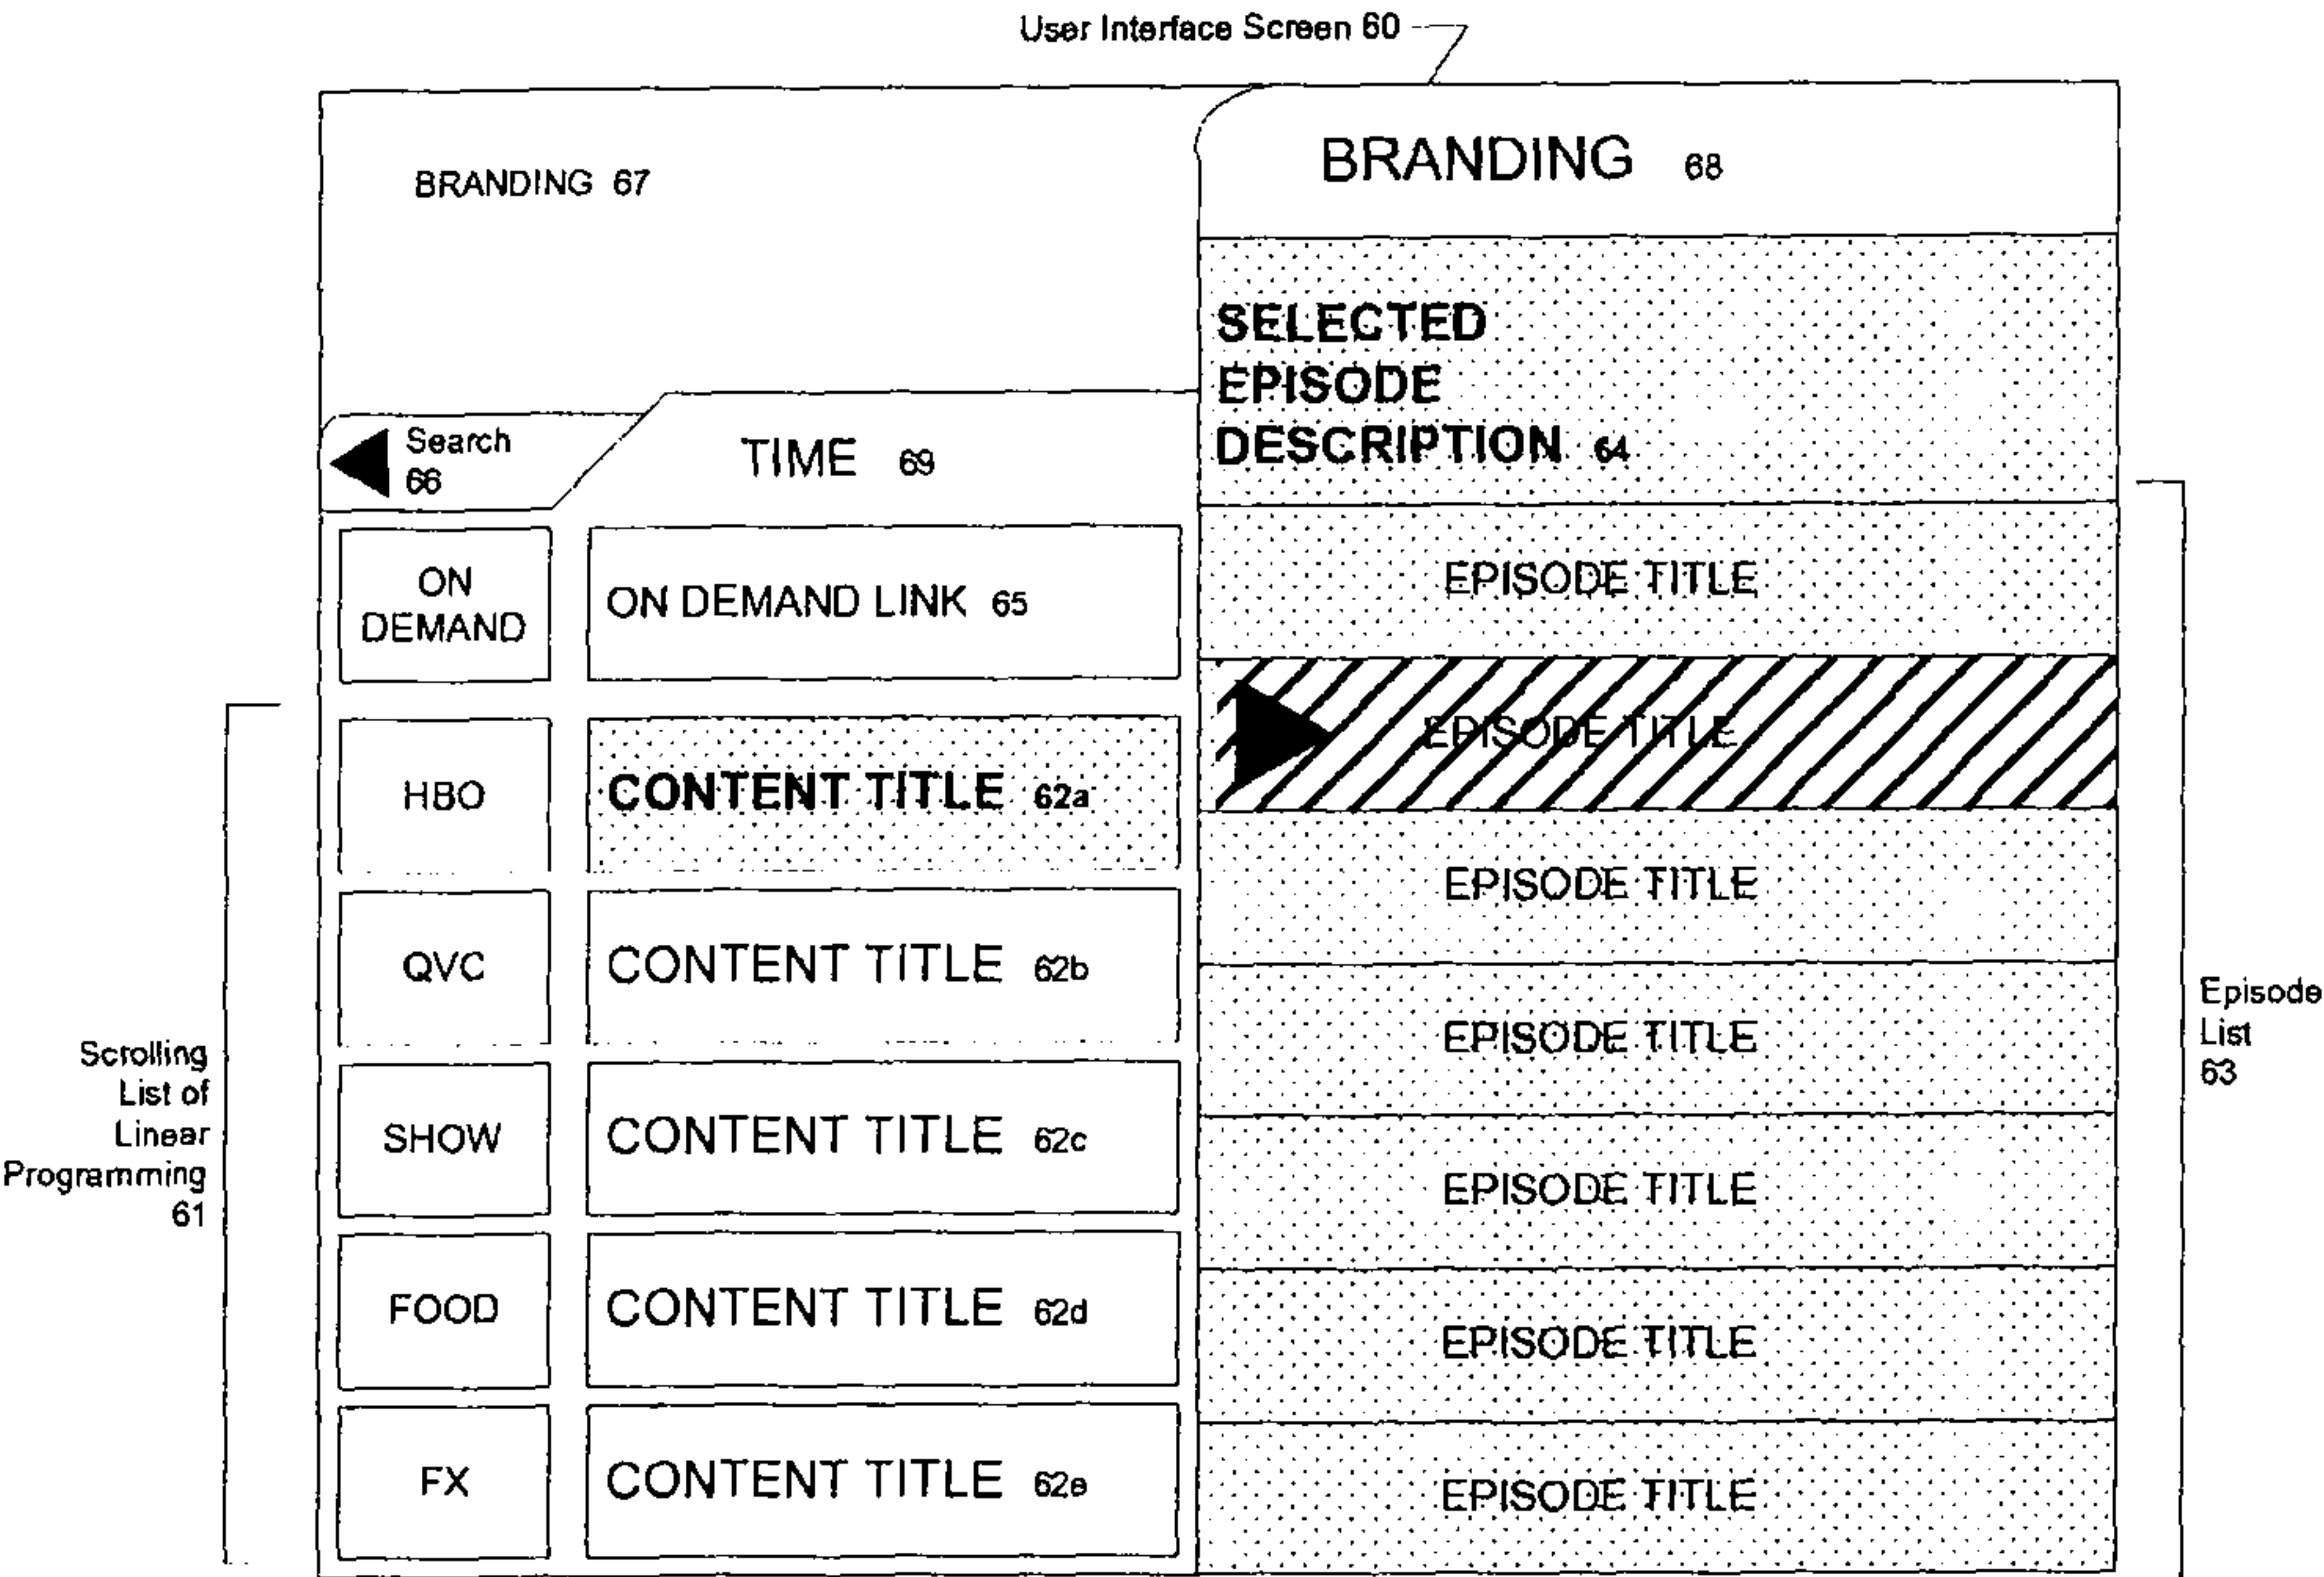 User Interface Screen 60
BRANDING 67
BRANDING 68
SELECTED
EPISODE
DESCRIPTION 64
Search
66
TIME 69
ON
DEMAND
ON DEMAND LINK 65
HBO
CONTENT TITLE 62a
QVC
CONTENT TITLE 62b
SHOW
CONTENT TITLE 62c
FOOD
CONTENT TITLE 62d
FX
CONTENT TITLE 62e
EPISODE TITLE
EPISODE TITLE
EPISODE TITLE
EPISODE TITLE
EPISODE TITLE
EPISODE TITLE
EPISODE TITLE
Scrolling
List of
Linear
Programming
61
Episode
List
63